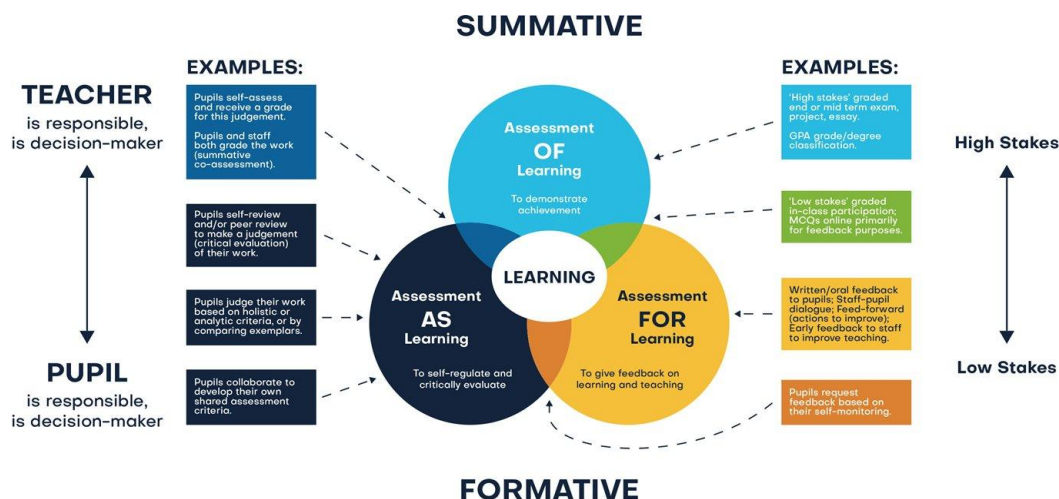 SUMMATIVE
TEACHER
is responsible,
is decision-maker
PUPIL
is responsible,
is decision-maker
EXAMPLES:
Pupils self-assess
and receive a grade
for this judgement.
Pupils and staff
both grade the work
(summative
co-assessment).
Pupils self-review
and/or peer review
to make a judgement
(critical evaluation)
of their work.
Pupils judge their work
based on holistic or
analytic criteria, or by
comparing exemplars.
Pupils collaborate to
develop their own
shared assessment
criteria.
Assessment
OF
Learning
To demonstrate
achievement
LEARNING
Assessment
AS
Learning
To self-regulate and
critically evaluate
Assessment
FOR
Learning
To give feedback on
learning and teaching
EXAMPLES:
'High stakes' graded
end or mid term exam,
project, essay.
GPA grade/degree
classification.
'Low stakes' graded
in-class participation;
MCQs online primarily
for feedback purposes.
Written/oral feedback
to pupils; Staff-pupil
dialogue; Feed-forward
(actions to improve);
Early feedback to staff
to improve teaching.
Pupils request
feedback based on
their self-monitoring.
High Stakes
Low Stakes
FORMATIVE